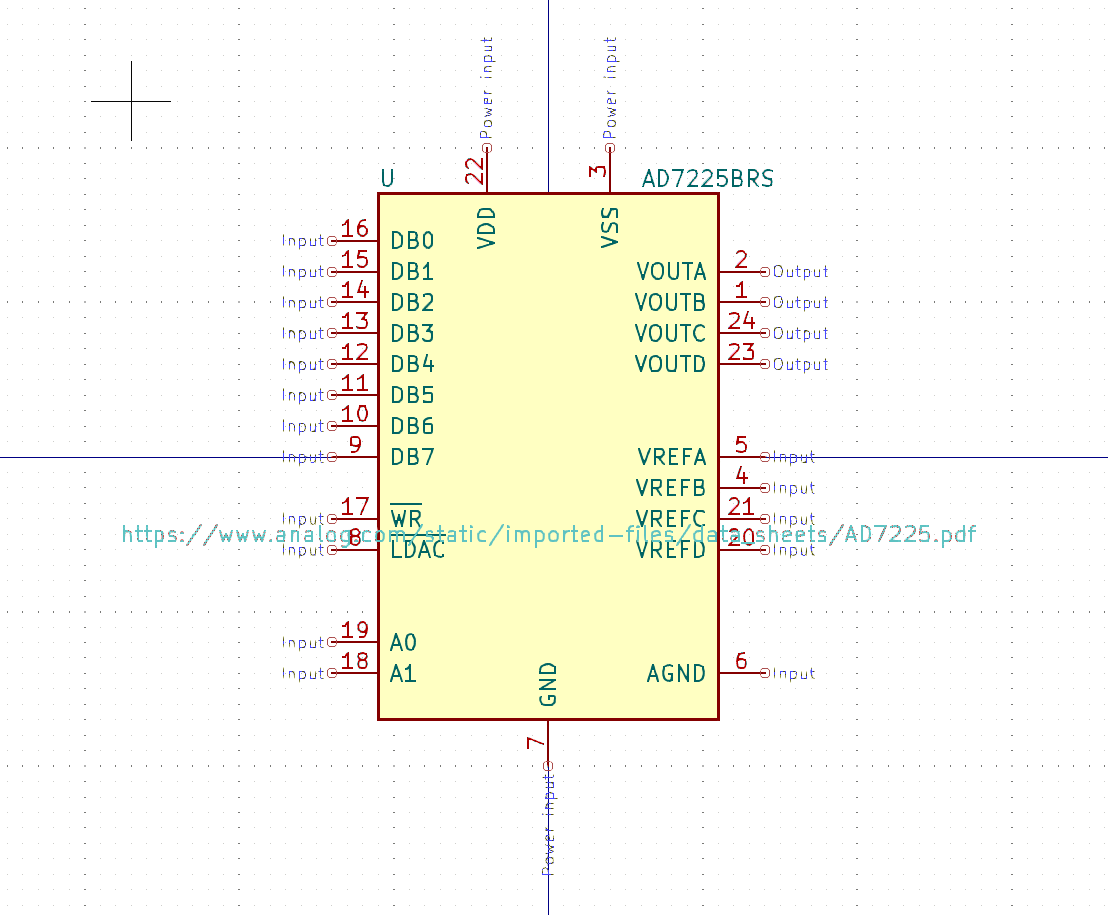 Power input Power input
22 3
U AD7225BRS
VDD VSS
Input 16 DB0
Input 15 DB1 VOUTA 2 Output
Input 14 DB2 VOUTB 1 Output
Input 13 DB3 VOUTC 24 Output
Input 12 DB4 VOUTD 23 Output
Input 11 DB5
Input 10 DB6
Input 9 DB7 VREFA 5 Input
VREFB 4 Input
Input 17 WR VREFC 21 Input
https://www.analog.com/static/imported-files/data_sheets/AD7225.pdf
Input 8 LDAC VREFD 20 Input
Input 19 A0
Input 18 A1 AGND 6 Input
GND
7
Power input